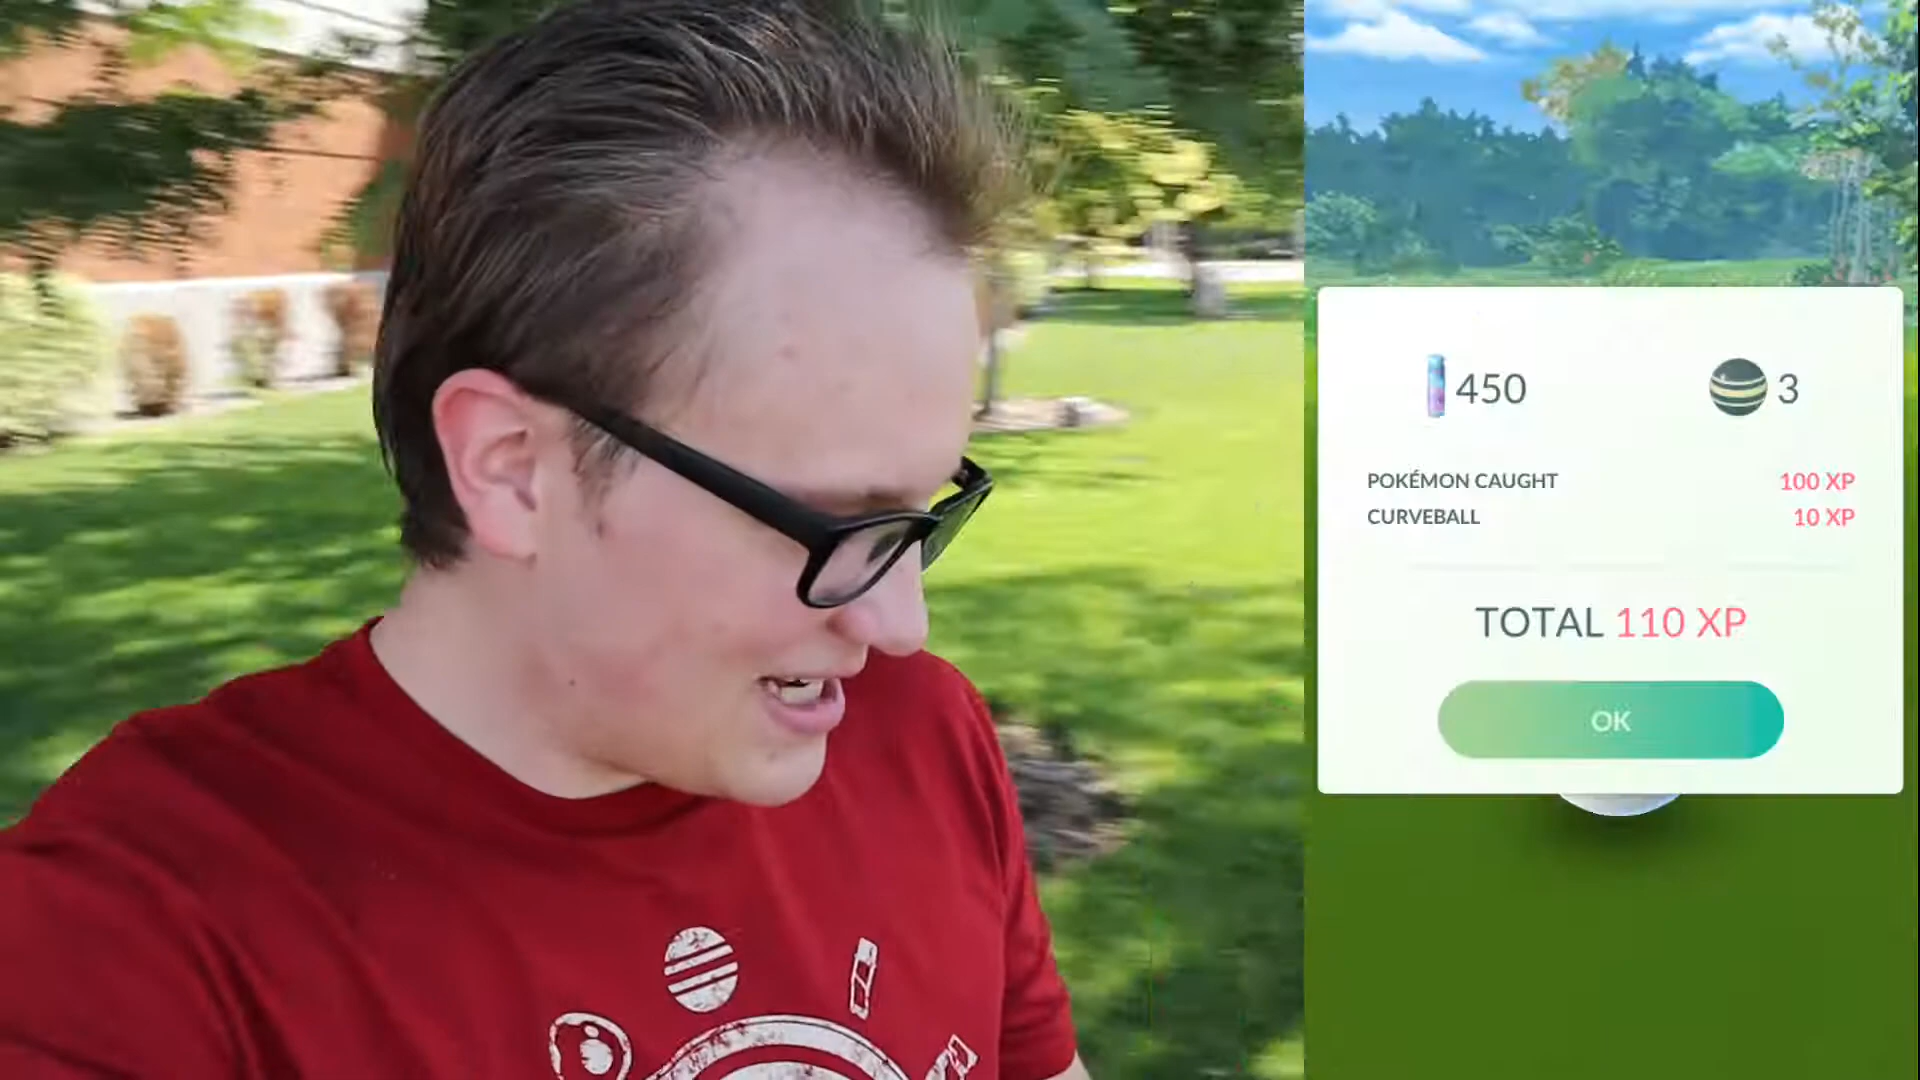 450 3
POKÉMON CAUGHT 100 XP
CURVEBALL 10 XP
TOTAL 110 XP
OK